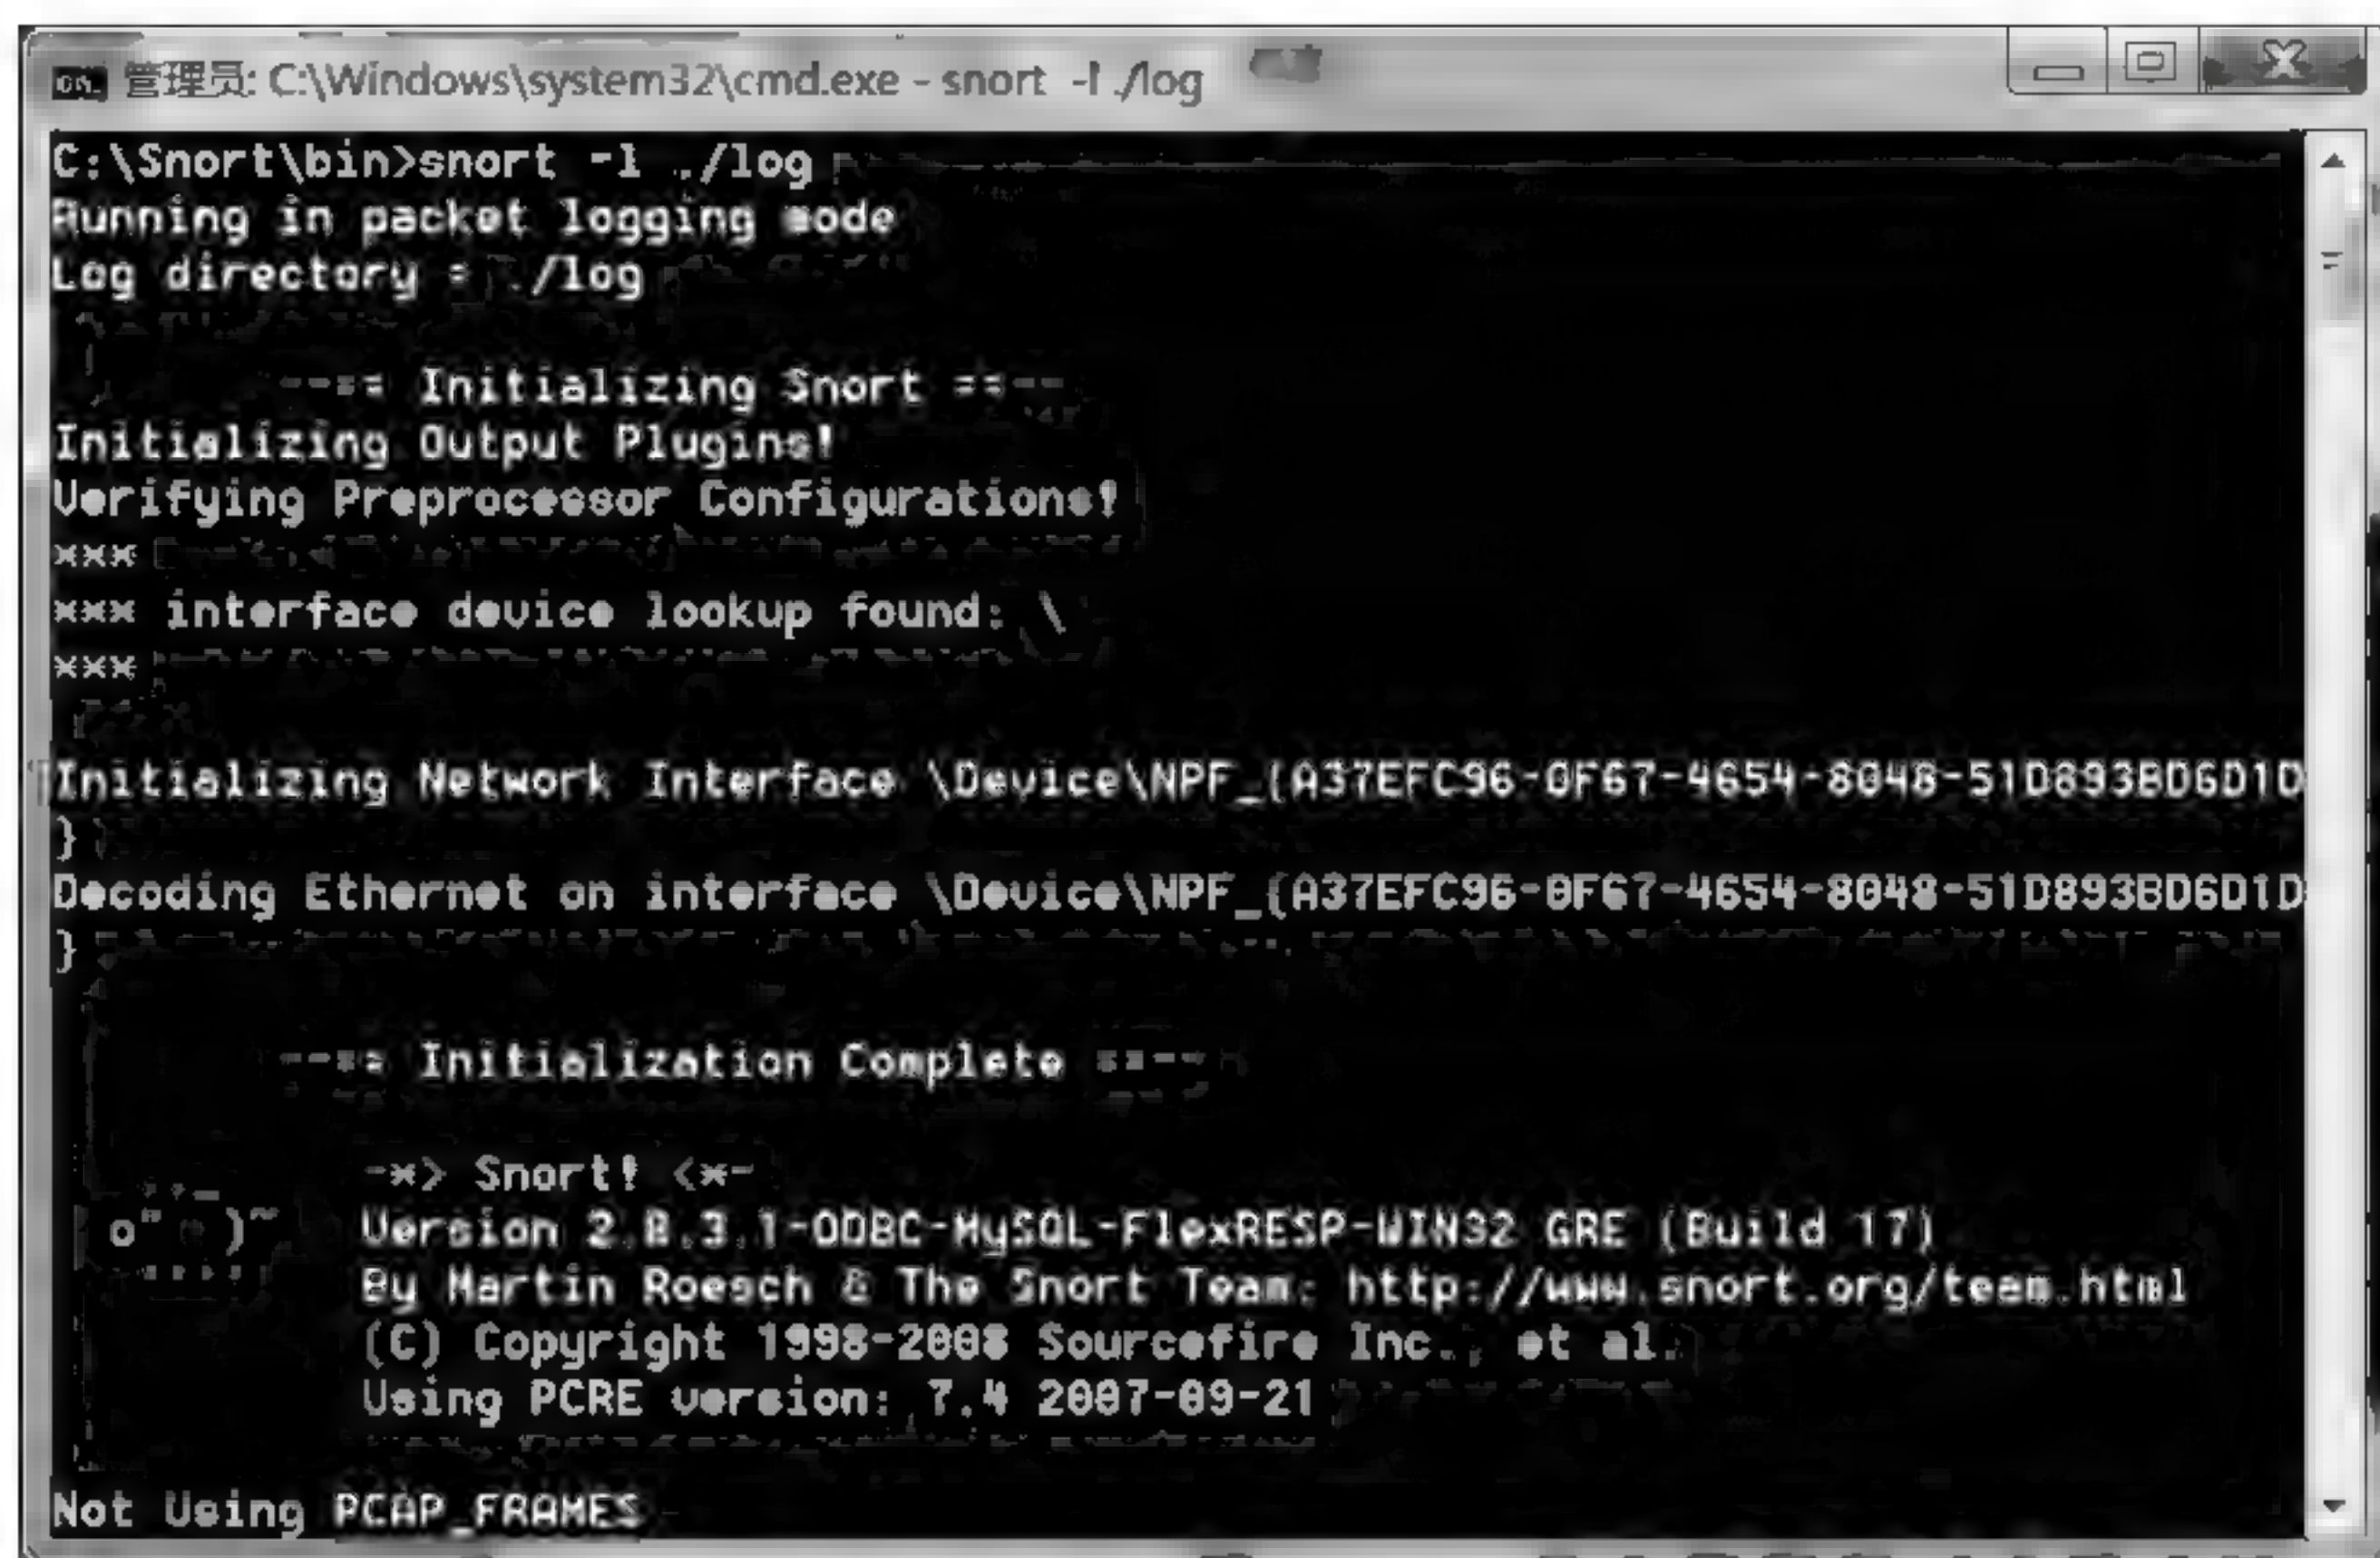 管理员: C:\Windows\system32\cmd.exe - snort -l ./log
C:\Snort\bin>snort -l ./log
Running in packet logging mode
Log directory = ./log
--== Initializing Snort ==--
Initializing Output Plugins!
Verifying Preprocessor Configurations!
***
*** interface device lookup found: \
***
Initializing Network Interface \Device\NPF_{A37EFC96-0F67-4654-8048-51D893BD6D1D
}
Decoding Ethernet on interface \Device\NPF_{A37EFC96-0F67-4654-8048-51D893BD6D1D
}
--== Initialization Complete ==--
,,_ -*> Snort! <*-
o" )~ Version 2.8.3.1-ODBC-MySQL-FlexRESP-WIN32 GRE (Build 17)
'''' By Martin Roesch & The Snort Team: http://www.snort.org/team.html
(C) Copyright 1998-2008 Sourcefire Inc., et al.
Using PCRE version: 7.4 2007-09-21
Not Using PCAP_FRAMES